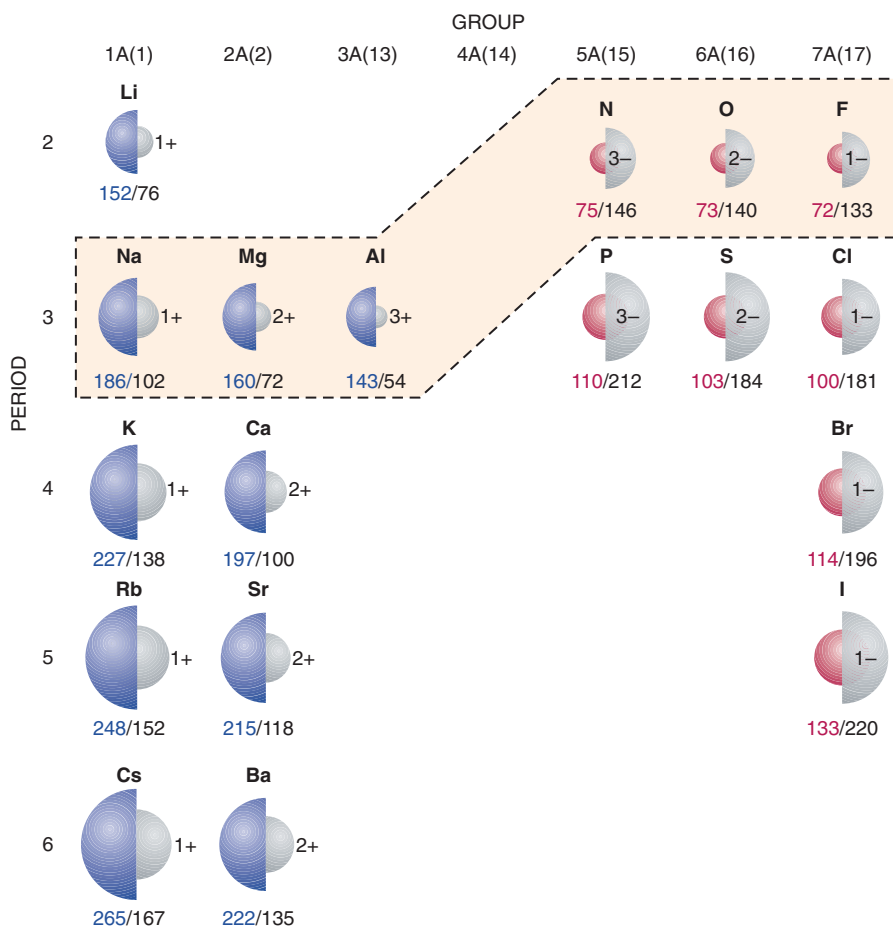 GROUP
1A(1) 2A(2) 3A(13) 4A(14) 5A(15) 6A(16) 7A(17)
Li N O F
2 1+ 3– 2– 1–
152/76 75/146 73/140 72/133
Na Mg Al P S Cl
3 1+ 2+ 3+ 3– 2– 1–
186/102 160/72 143/54 110/212 103/184 100/181
PERIOD
K Ca Br
4 1+ 2+ 1–
227/138 197/100 114/196
Rb Sr I
5 1+ 2+ 1–
248/152 215/118 133/220
Cs Ba
6 1+ 2+
265/167 222/135